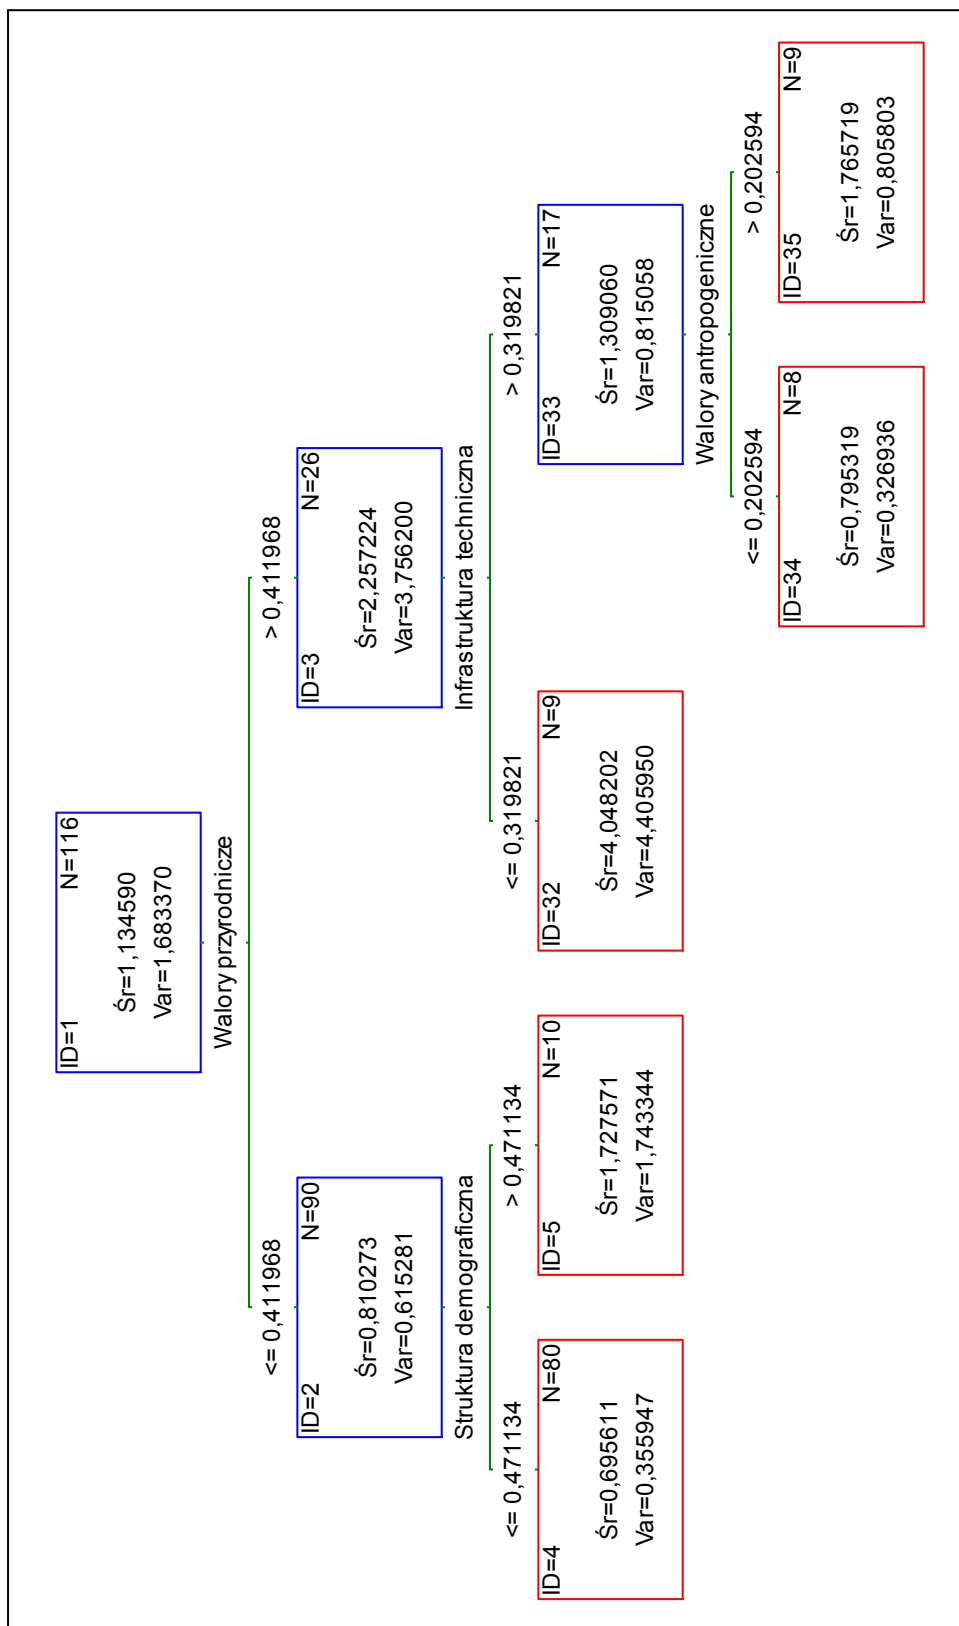 ID=1 N=116
Śr=1,134590
Var=1,683370
Walory przyrodnicze
<= 0,411968 > 0,411968
ID=2 N=90
Śr=0,810273
Var=0,615281
Struktura demograficzna
ID=3 N=26
Śr=2,257224
Var=3,756200
Infrastruktura techniczna
<= 0,471134 > 0,471134
<= 0,319821 > 0,319821
ID=4 N=80
Śr=0,695611
Var=0,355947
ID=5 N=10
Śr=1,727571
Var=1,743344
ID=32 N=9
Śr=4,048202
Var=4,405950
ID=33 N=17
Śr=1,309060
Var=0,815058
Walory antropogeniczne
<= 0,202594 > 0,202594
ID=34 N=8
Śr=0,795319
Var=0,326936
ID=35 N=9
Śr=1,765719
Var=0,805803